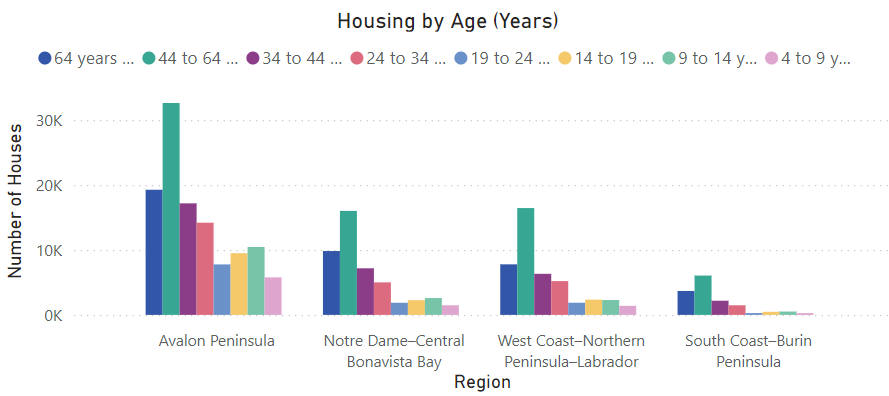 Housing by Age (Years)
64 years ... 44 to 64 ... 34 to 44 ... 24 to 34 ... 19 to 24 ... 14 to 19 ... 9 to 14 y... 4 to 9 y...
Number of Houses
30K
20K
10K
0K
Avalon Peninsula
Notre Dame–Central
Bonavista Bay
West Coast–Northern
Peninsula–Labrador
South Coast–Burin
Peninsula
Region